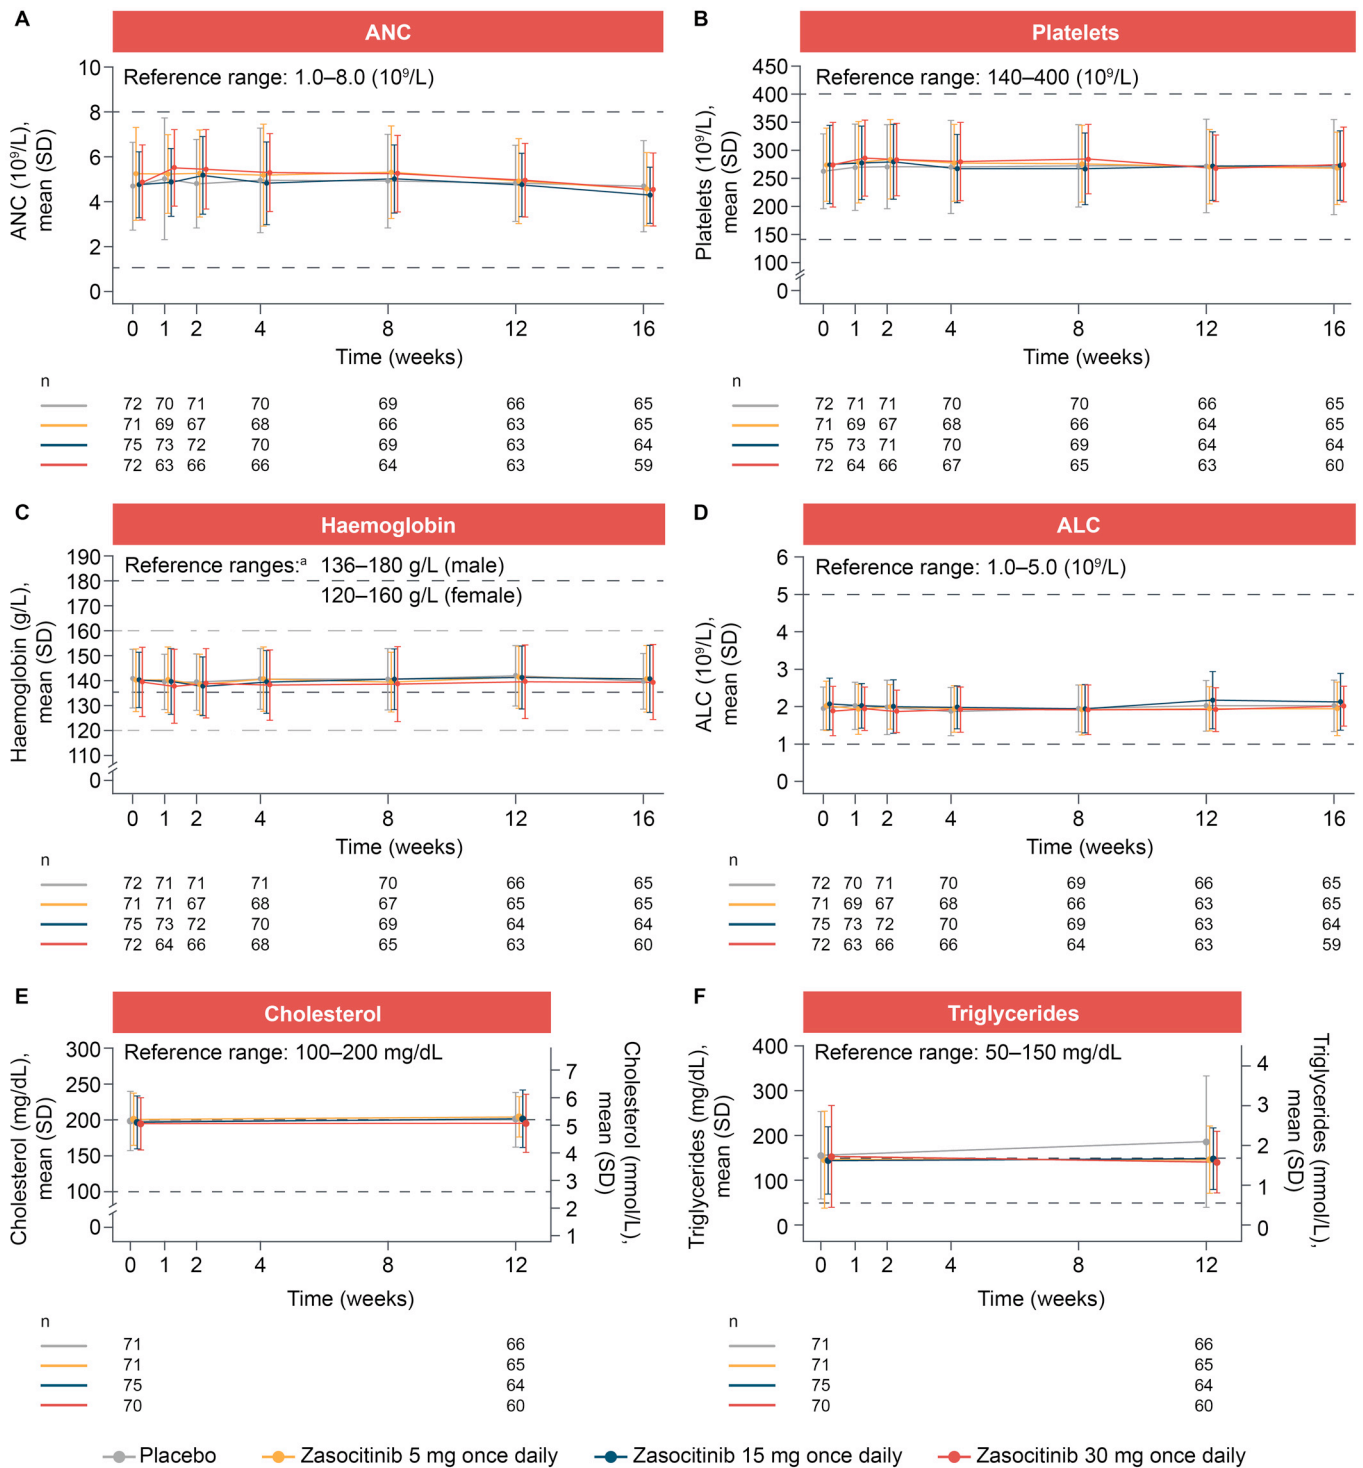 A
ANC
Reference range: 1.0–8.0 (10⁹/L)
ANC (10⁹/L),
mean (SD)
10
8
6
4
2
0
0 1 2 4 8 12 16
Time (weeks)
n
72 70 71 70 69 66 65
71 69 67 68 66 63 65
75 73 72 70 69 63 64
72 63 66 66 64 63 59
B
Platelets
Reference range: 140–400 (10⁹/L)
Platelets (10⁹/L),
mean (SD)
450
400
350
300
250
200
150
100
0
0 1 2 4 8 12 16
Time (weeks)
n
72 71 71 70 70 66 65
71 69 67 68 66 64 65
75 73 71 70 69 64 64
72 64 66 67 65 63 60
C
Haemoglobin
Reference ranges:ᵃ 136–180 g/L (male)
120–160 g/L (female)
Haemoglobin (g/L),
mean (SD)
190
180
170
160
150
140
130
120
110
0
0 1 2 4 8 12 16
Time (weeks)
n
72 71 71 71 70 66 65
71 71 67 68 67 65 65
75 73 72 70 69 64 64
72 64 66 68 65 63 60
D
ALC
Reference range: 1.0–5.0 (10⁹/L)
ALC (10⁹/L),
mean (SD)
6
5
4
3
2
1
0
0 1 2 4 8 12 16
Time (weeks)
n
72 70 71 70 69 66 65
71 69 67 68 66 63 65
75 73 72 70 69 63 64
72 63 66 66 64 63 59
E
Cholesterol
Reference range: 100–200 mg/dL
Cholesterol (mg/dL),
mean (SD)
300
250
200
150
100
0
Cholesterol (mmol/L),
mean (SD)
7
6
5
4
3
2
1
0 1 2 4 8 12
Time (weeks)
n
71 66
71 65
75 64
70 60
F
Triglycerides
Reference range: 50–150 mg/dL
Triglycerides (mg/dL),
mean (SD)
400
300
200
100
0
Triglycerides (mmol/L),
mean (SD)
4
3
2
1
0
0 1 2 4 8 12
Time (weeks)
n
71 66
71 65
75 64
70 60
Placebo Zasocitinib 5 mg once daily Zasocitinib 15 mg once daily Zasocitinib 30 mg once daily